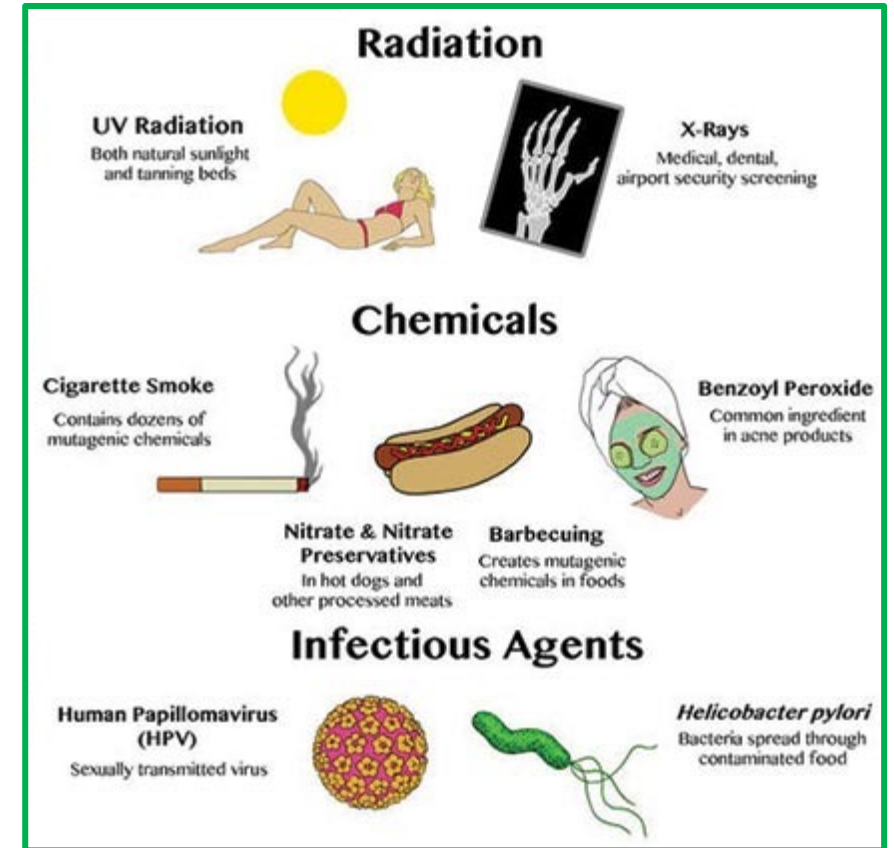 Radiation
UV Radiation
Both natural sunlight
and tanning beds
X-Rays
Medical, dental,
airport security screening
Chemicals
Cigarette Smoke
Contains dozens of
mutagenic chemicals
Benzoyl Peroxide
Common ingredient
in acne products
Nitrate & Nitrate
Preservatives
In hot dogs and
other processed meats
Barbecuing
Creates mutagenic
chemicals in foods
Infectious Agents
Human Papillomavirus
(HPV)
Sexually transmitted virus
Helicobacter pylori
Bacteria spread through
contaminated food